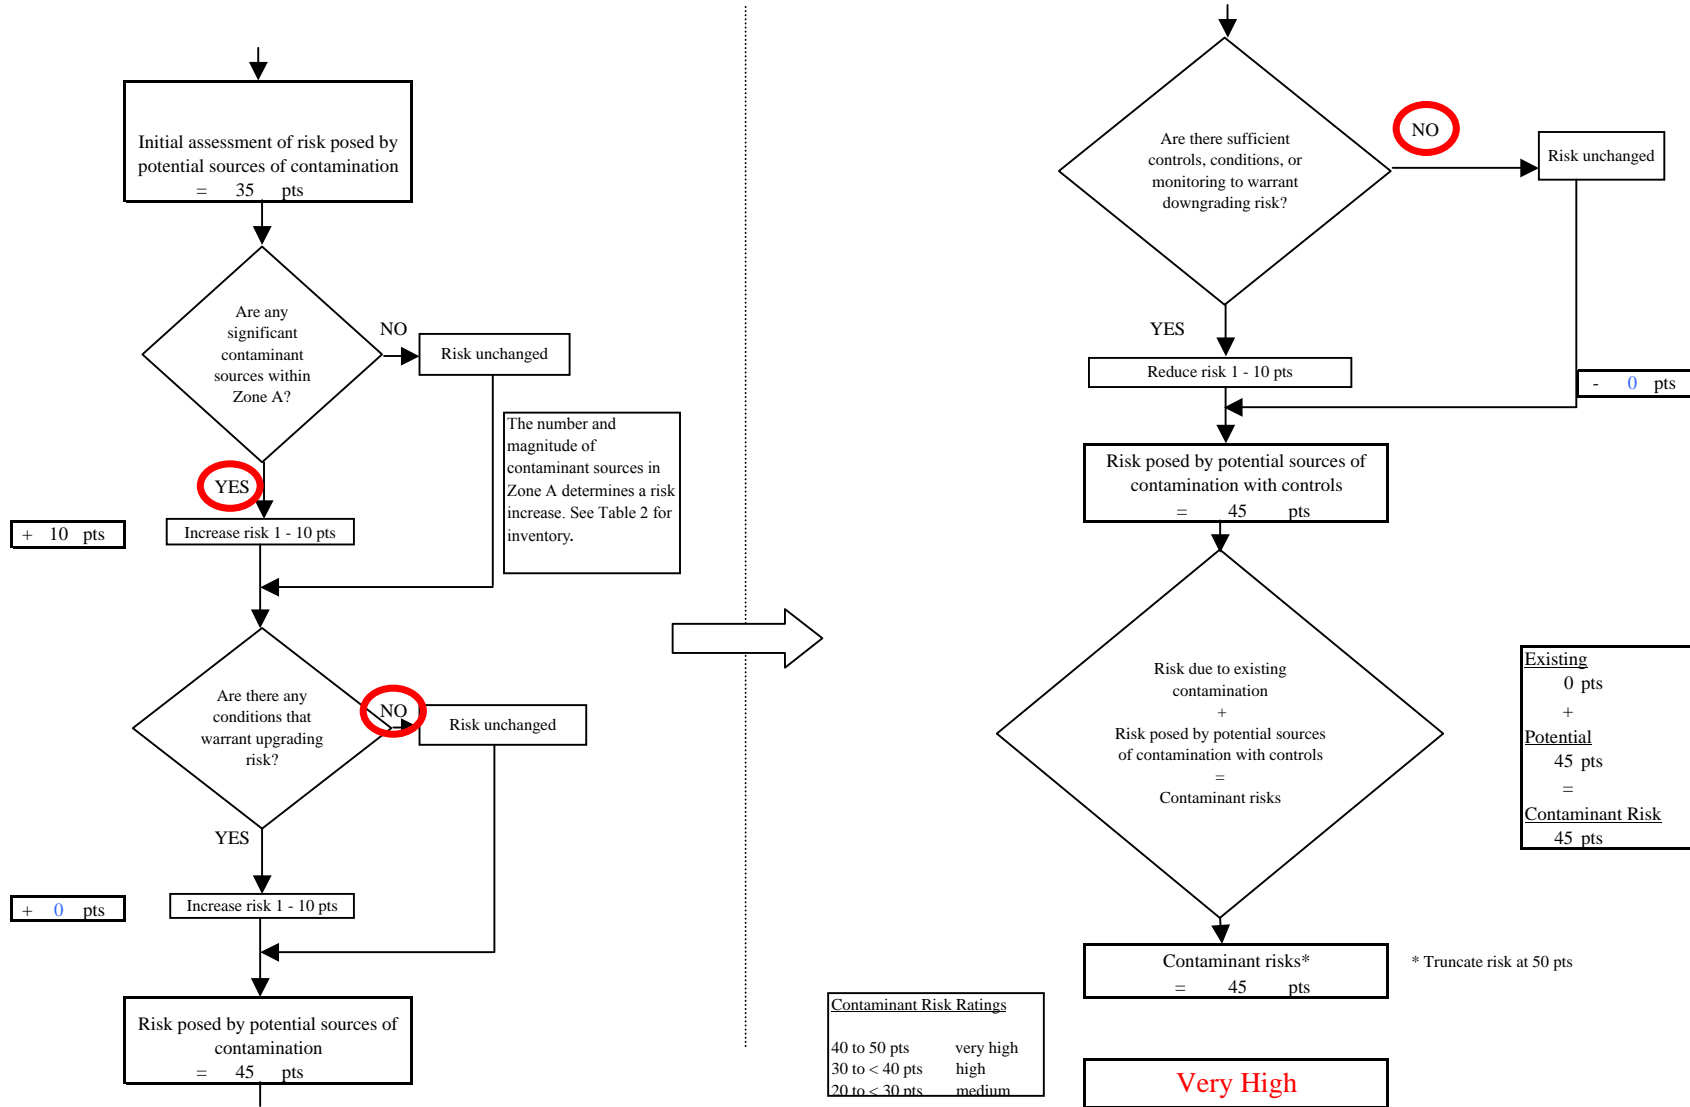 Initial assessment of risk posed by
potential sources of contamination
= 35 pts
Are any
significant
contaminant
sources within
Zone A?
NO
Risk unchanged
The number and
magnitude of
contaminant sources in
Zone A determines a risk
increase. See Table 2 for
inventory.
YES
+ 10 pts
Increase risk 1 - 10 pts
Are there any
conditions that
warrant upgrading
risk?
NO
Risk unchanged
YES
+ 0 pts
Increase risk 1 - 10 pts
Risk posed by potential sources of
contamination
= 45 pts
Are there sufficient
controls, conditions, or
monitoring to warrant
downgrading risk?
NO
Risk unchanged
YES
Reduce risk 1 - 10 pts
- 0 pts
Risk posed by potential sources of
contamination with controls
= 45 pts
Risk due to existing
contamination
+
Risk posed by potential sources
of contamination with controls
=
Contaminant risks
Existing
0 pts
+
Potential
45 pts
=
Contaminant Risk
45 pts
Contaminant risks*
= 45 pts
* Truncate risk at 50 pts
Contaminant Risk Ratings
40 to 50 pts very high
30 to < 40 pts high
20 to < 30 pts medium
Very High